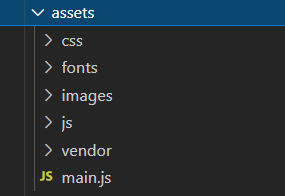 assets
css
fonts
images
js
vendor
JS main.js